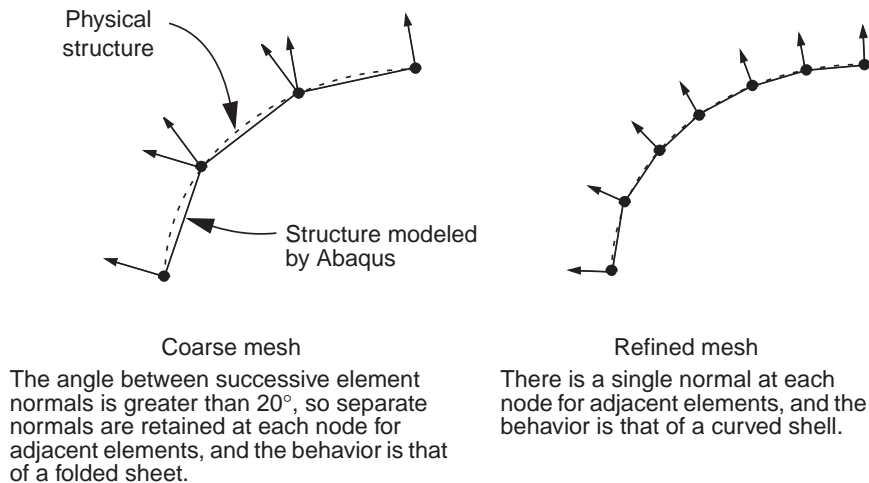 Physical
structure
Structure modeled
by Abaqus
Coarse mesh
The angle between successive element
normals is greater than 20°, so separate
normals are retained at each node for
adjacent elements, and the behavior is that
of a folded sheet.
Refined mesh
There is a single normal at each
node for adjacent elements, and the
behavior is that of a curved shell.